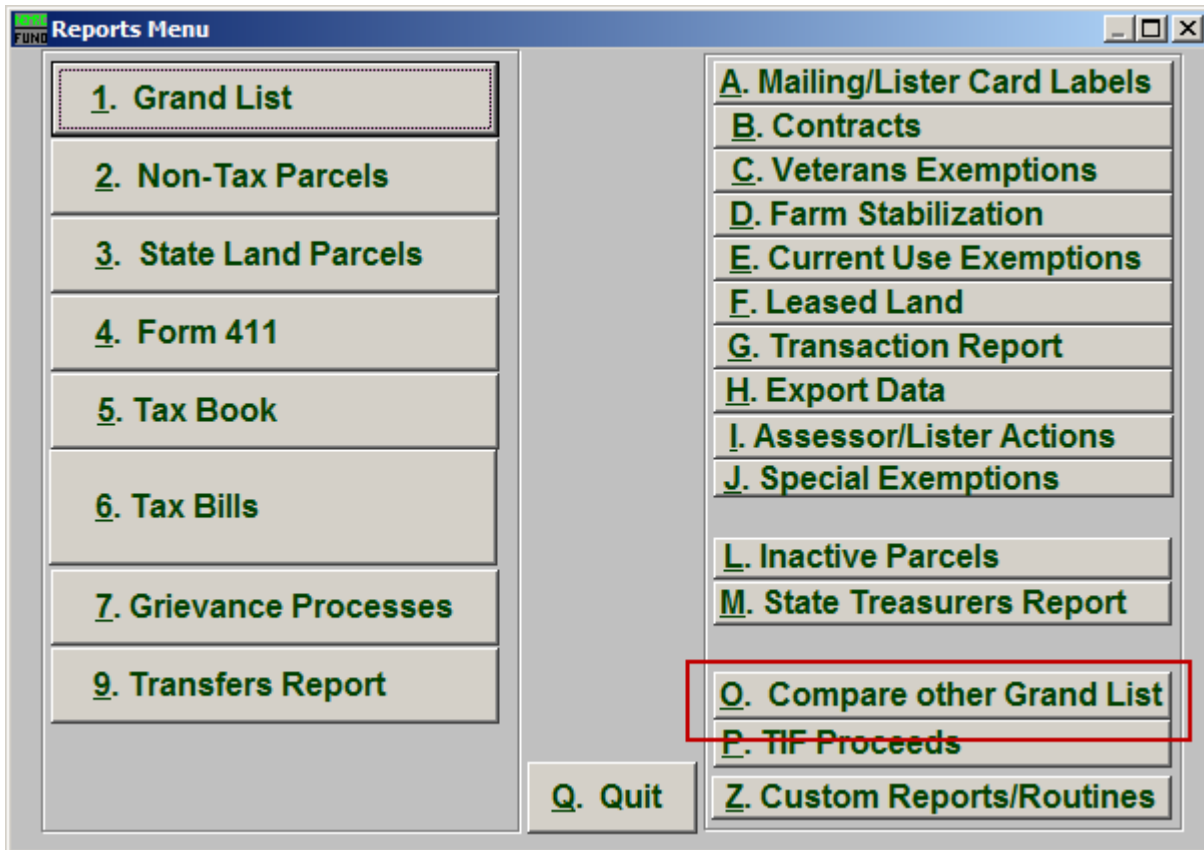 NEMRC
FUND
Reports Menu
1. Grand List
2. Non-Tax Parcels
3. State Land Parcels
4. Form 411
5. Tax Book
6. Tax Bills
7. Grievance Processes
9. Transfers Report
Q. Quit
A. Mailing/Lister Card Labels
B. Contracts
C. Veterans Exemptions
D. Farm Stabilization
E. Current Use Exemptions
F. Leased Land
G. Transaction Report
H. Export Data
I. Assessor/Lister Actions
J. Special Exemptions
L. Inactive Parcels
M. State Treasurers Report
O. Compare other Grand List
P. TIF Proceeds
Z. Custom Reports/Routines